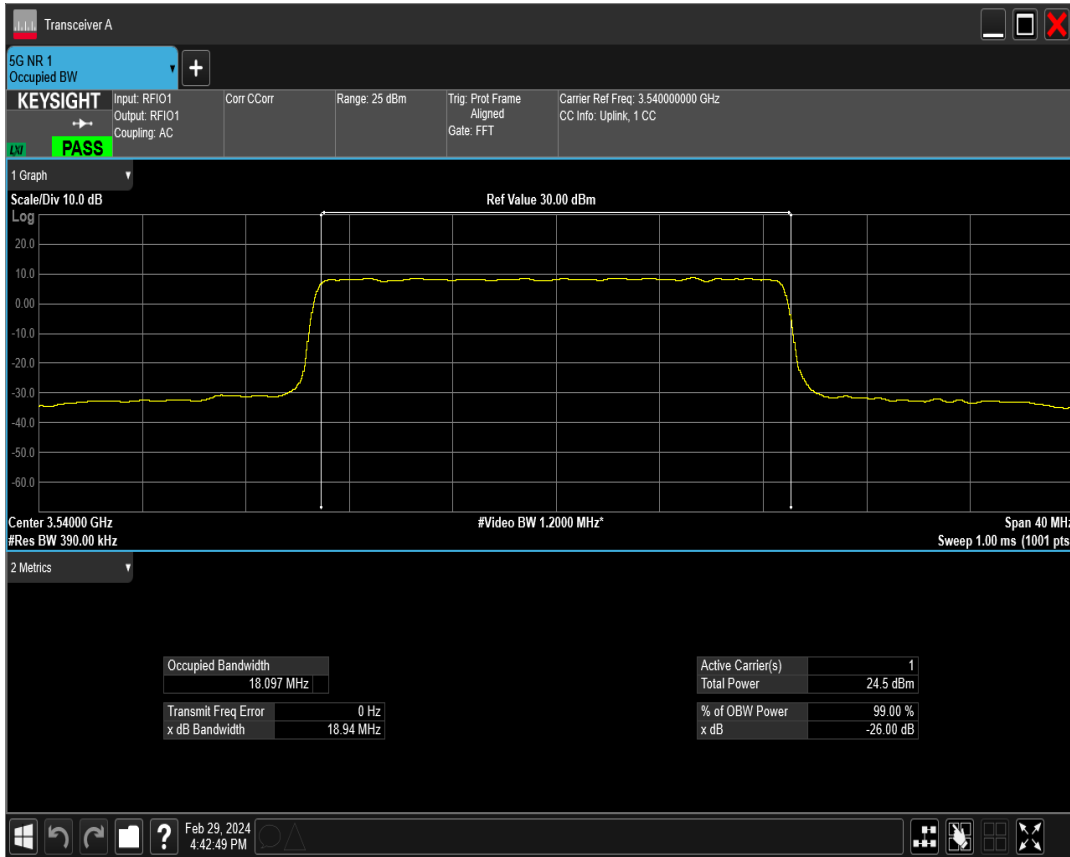 Transceiver A
5G NR 1
Occupied BW
+
KEYSIGHT
LXI PASS
Input: RFIO1
Output: RFIO1
Coupling: AC
Corr CCorr
Range: 25 dBm
Trig: Prot Frame
Aligned
Gate: FFT
Carrier Ref Freq: 3.540000000 GHz
CC Info: Uplink, 1 CC
1 Graph
Scale/Div 10.0 dB
Ref Value 30.00 dBm
Log
20.0
10.0
0.00
-10.0
-20.0
-30.0
-40.0
-50.0
-60.0
Center 3.54000 GHz
#Video BW 1.2000 MHz*
Span 40 MHz
#Res BW 390.00 kHz
Sweep 1.00 ms (1001 pts
2 Metrics
Occupied Bandwidth
18.097 MHz
Transmit Freq Error 0 Hz
x dB Bandwidth 18.94 MHz
Active Carrier(s) 1
Total Power 24.5 dBm
% of OBW Power 99.00 %
x dB -26.00 dB
?
Feb 29, 2024
4:42:49 PM